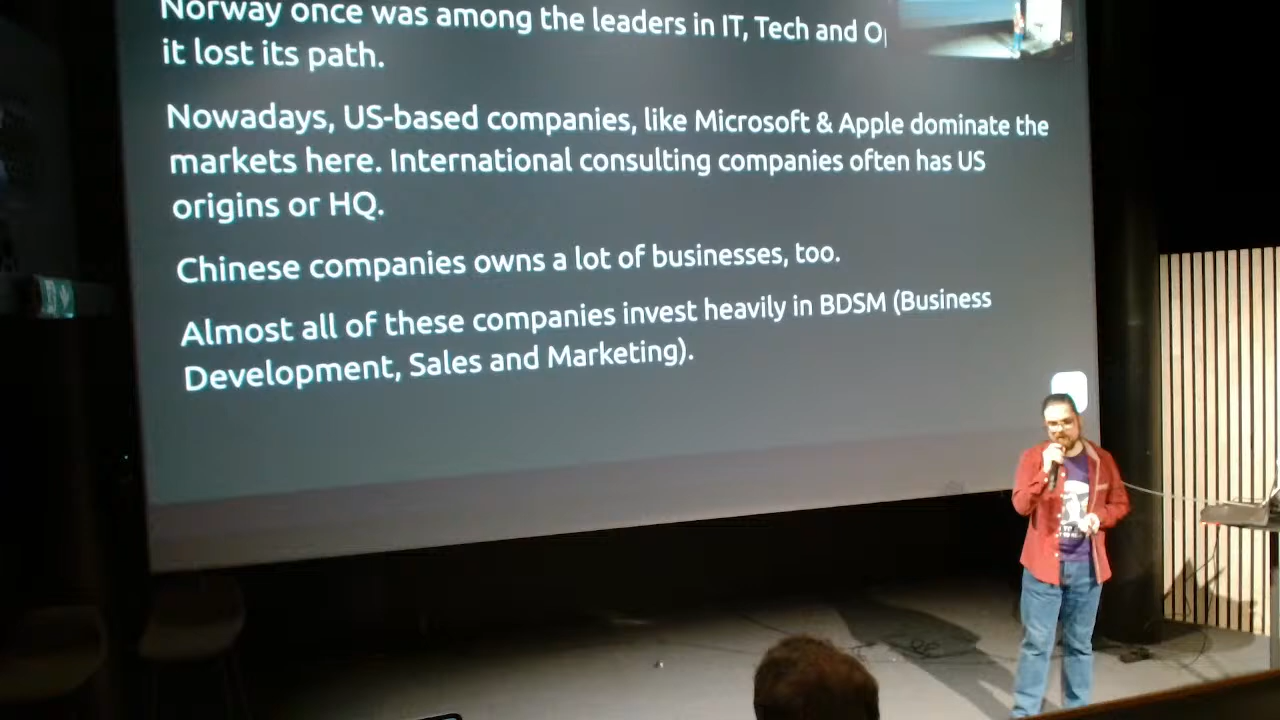 Norway once was among the leaders in IT, Tech and
it lost its path.
Nowadays, US-based companies, like Microsoft & Apple dominate the
markets here. International consulting companies often has US
origins or HQ.
Chinese companies owns a lot of businesses, too.
Almost all of these companies invest heavily in BDSM (Business
Development, Sales and Marketing).